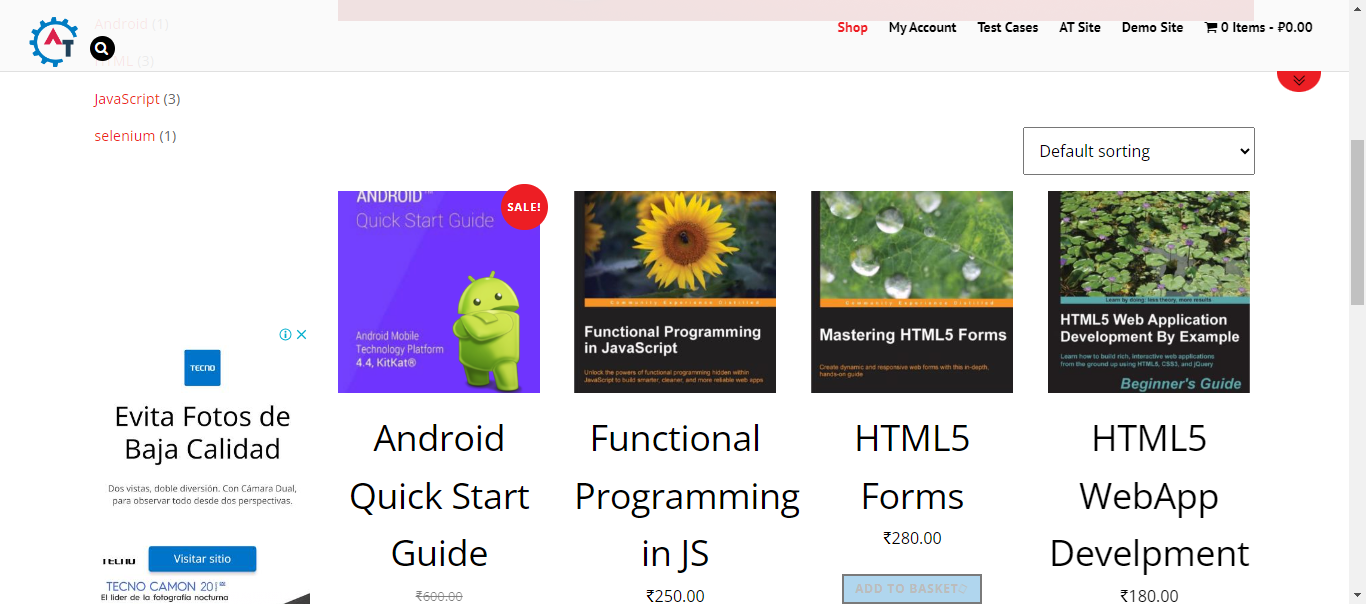 Android (1)
AT
Shop
My Account
Test Cases
AT Site
Demo Site
0 Items - ₽0.00
HTML (3)
JavaScript (3)
selenium (1)
Default sorting
ANDROID
Quick Start Guide
SALE!
Android Mobile
Technology Platform
4.4, KitKat®
Community Experience Distilled
Functional Programming
in JavaScript
Unlock the powers of functional programming hidden within
JavaScript to build smarter, cleaner, and more reliable web apps
Community Experience Distilled
Mastering HTML5 Forms
Create dynamic and responsive web forms with this in-depth,
hands-on guide
Learn by doing: less theory, more results
HTML5 Web Application
Development By Example
Learn how to build rich, interactive web applications
from the ground up using HTML5, CSS3, and jQuery
Beginner's Guide
TECNO
Evita Fotos de
Baja Calidad
Dos vistas, doble diversión. Con Cámara Dual,
para observar todo desde dos perspectivas.
TECNO
Visitar sitio
TECNO CAMON 20
El líder de la fotografía nocturna
Android
Quick Start
Guide
₹600.00
Functional
Programming
in JS
₹250.00
HTML5
Forms
₹280.00
ADD TO BASKET
HTML5
WebApp
Develpment
₹180.00